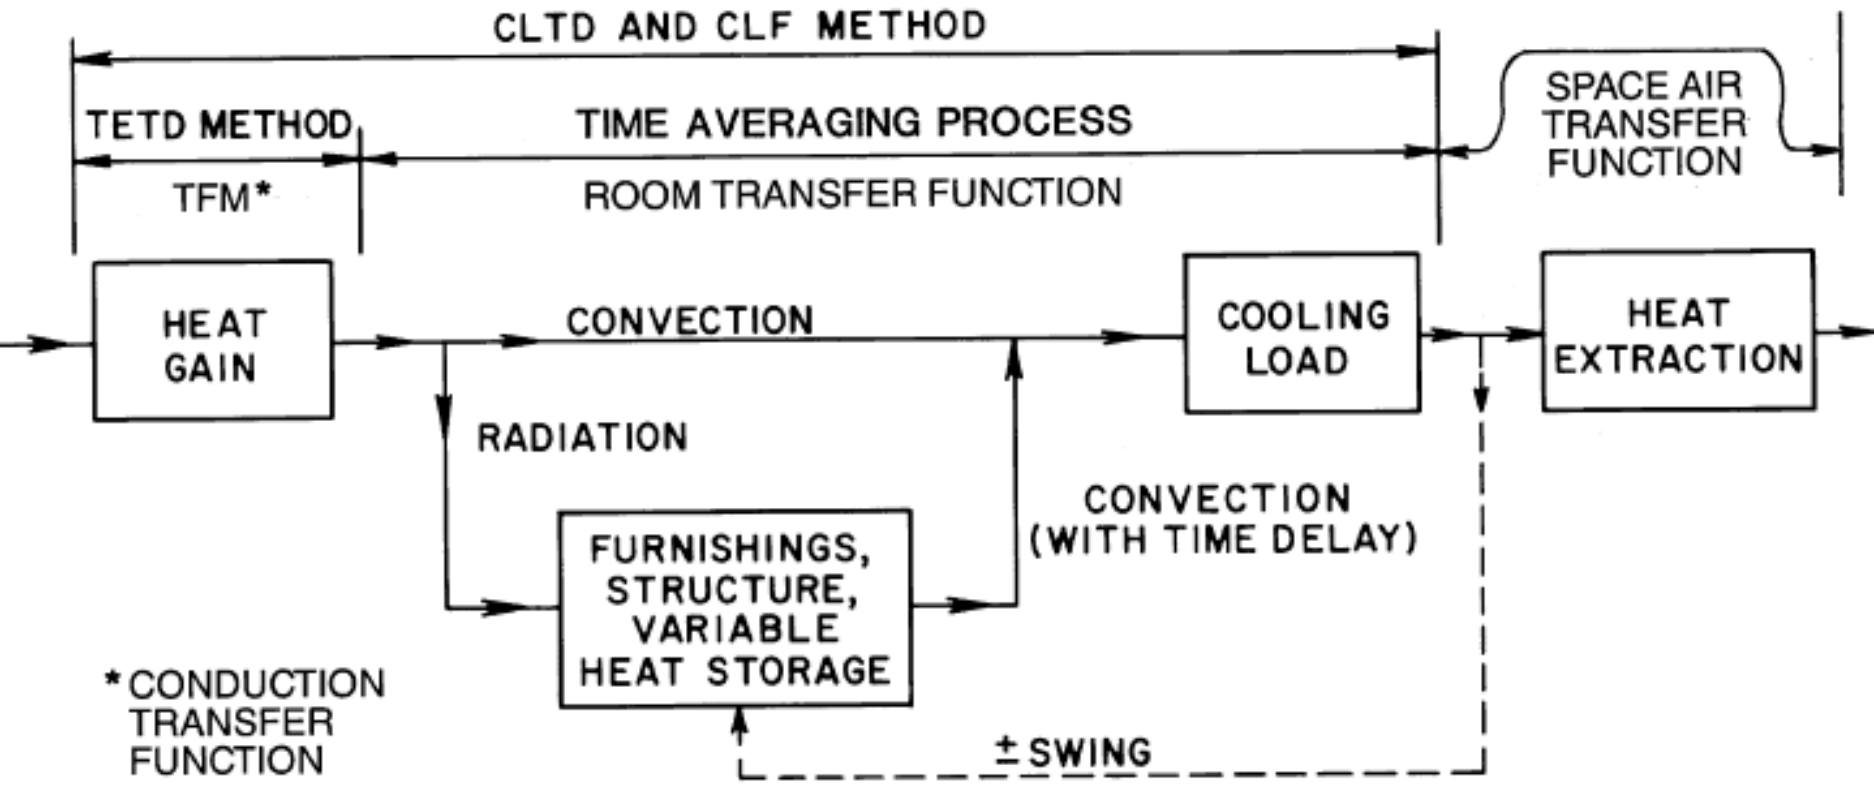 CLTD AND CLF METHOD
TETD METHOD
TIME AVERAGING PROCESS
SPACE AIR
TRANSFER
FUNCTION
TFM*
ROOM TRANSFER FUNCTION
HEAT
GAIN
CONVECTION
COOLING
LOAD
HEAT
EXTRACTION
RADIATION
CONVECTION
(WITH TIME DELAY)
FURNISHINGS,
STRUCTURE,
VARIABLE
HEAT STORAGE
*CONDUCTION
TRANSFER
FUNCTION
± SWING